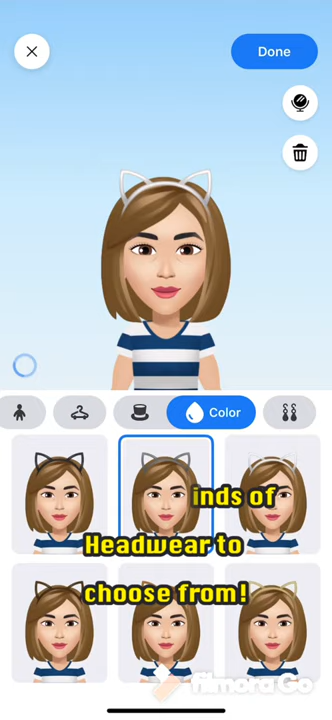 Done
Color
inds of
Headwear to
choose from!
filmora Go